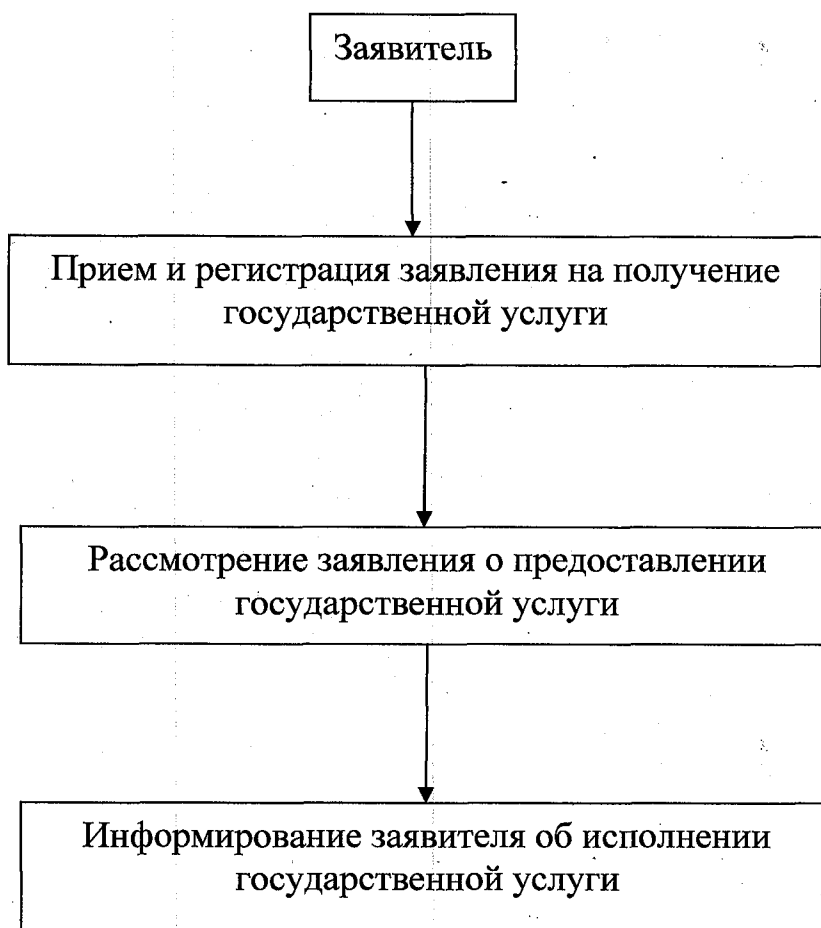 Заявитель
Прием и регистрация заявления на получение
государственной услуги
Рассмотрение заявления о предоставлении
государственной услуги
Информирование заявителя об исполнении
государственной услуги